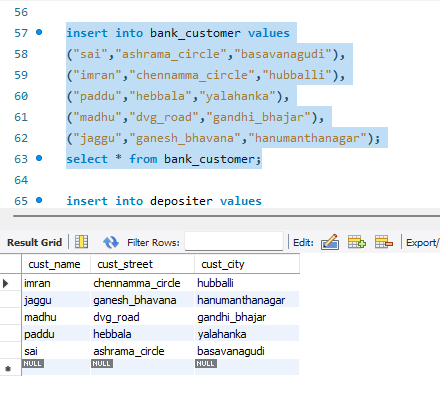 56
57 insert into bank_customer values
58 ("sai","ashrama_circle","basavanagudi"),
59 ("imran","chennamma_circle","hubballi"),
60 ("paddu","hebbala","yalahanka"),
61 ("madhu","dvg_road","gandhi_bhajar"),
62 ("jaggu","ganesh_bhavana","hanumanthanagar");
63 select * from bank_customer;
64
65 insert into depositer values
Result Grid Filter Rows: Edit: Export/
cust_name cust_street cust_city
imran chennamma_circle hubballi
jaggu ganesh_bhavana hanumanthanagar
madhu dvg_road gandhi_bhajar
paddu hebbala yalahanka
sai ashrama_circle basavanagudi
NULL NULL NULL